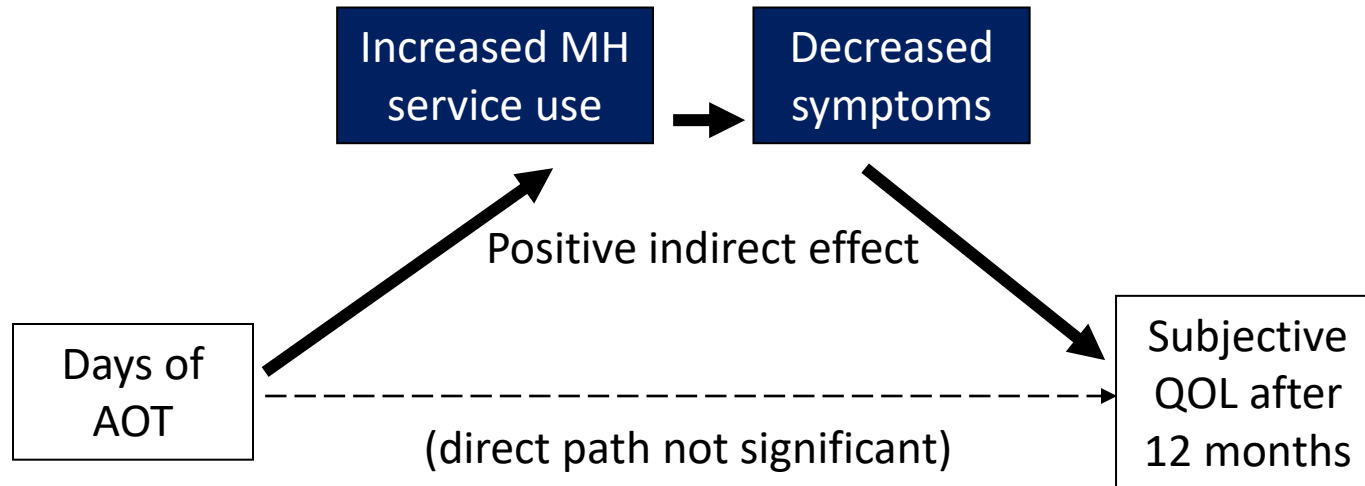 Increased MH
service use
Decreased
symptoms
Positive indirect effect
Days of
AOT
(direct path not significant)
Subjective
QOL after
12 months